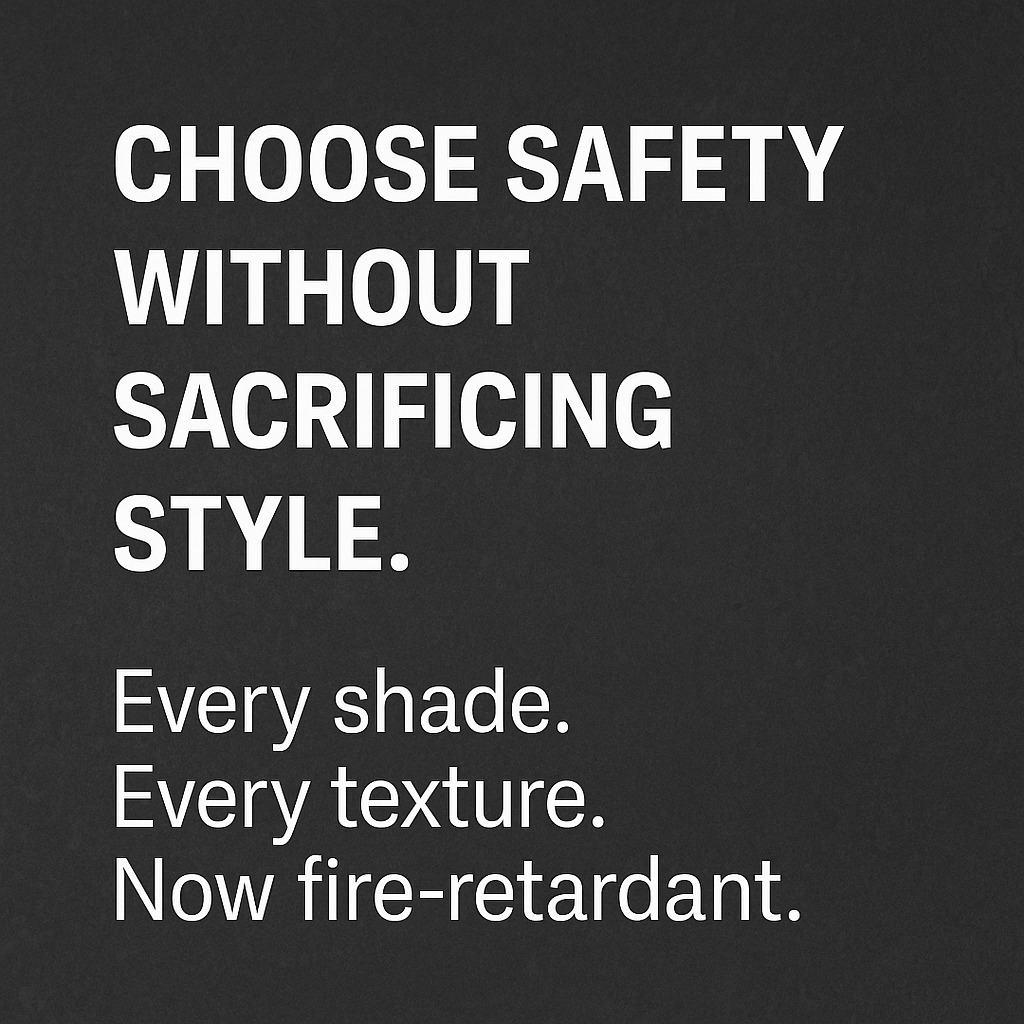 CHOOSE SAFETY
WITHOUT
SACRIFICING
STYLE.
Every shade.
Every texture.
Now fire-retardant.